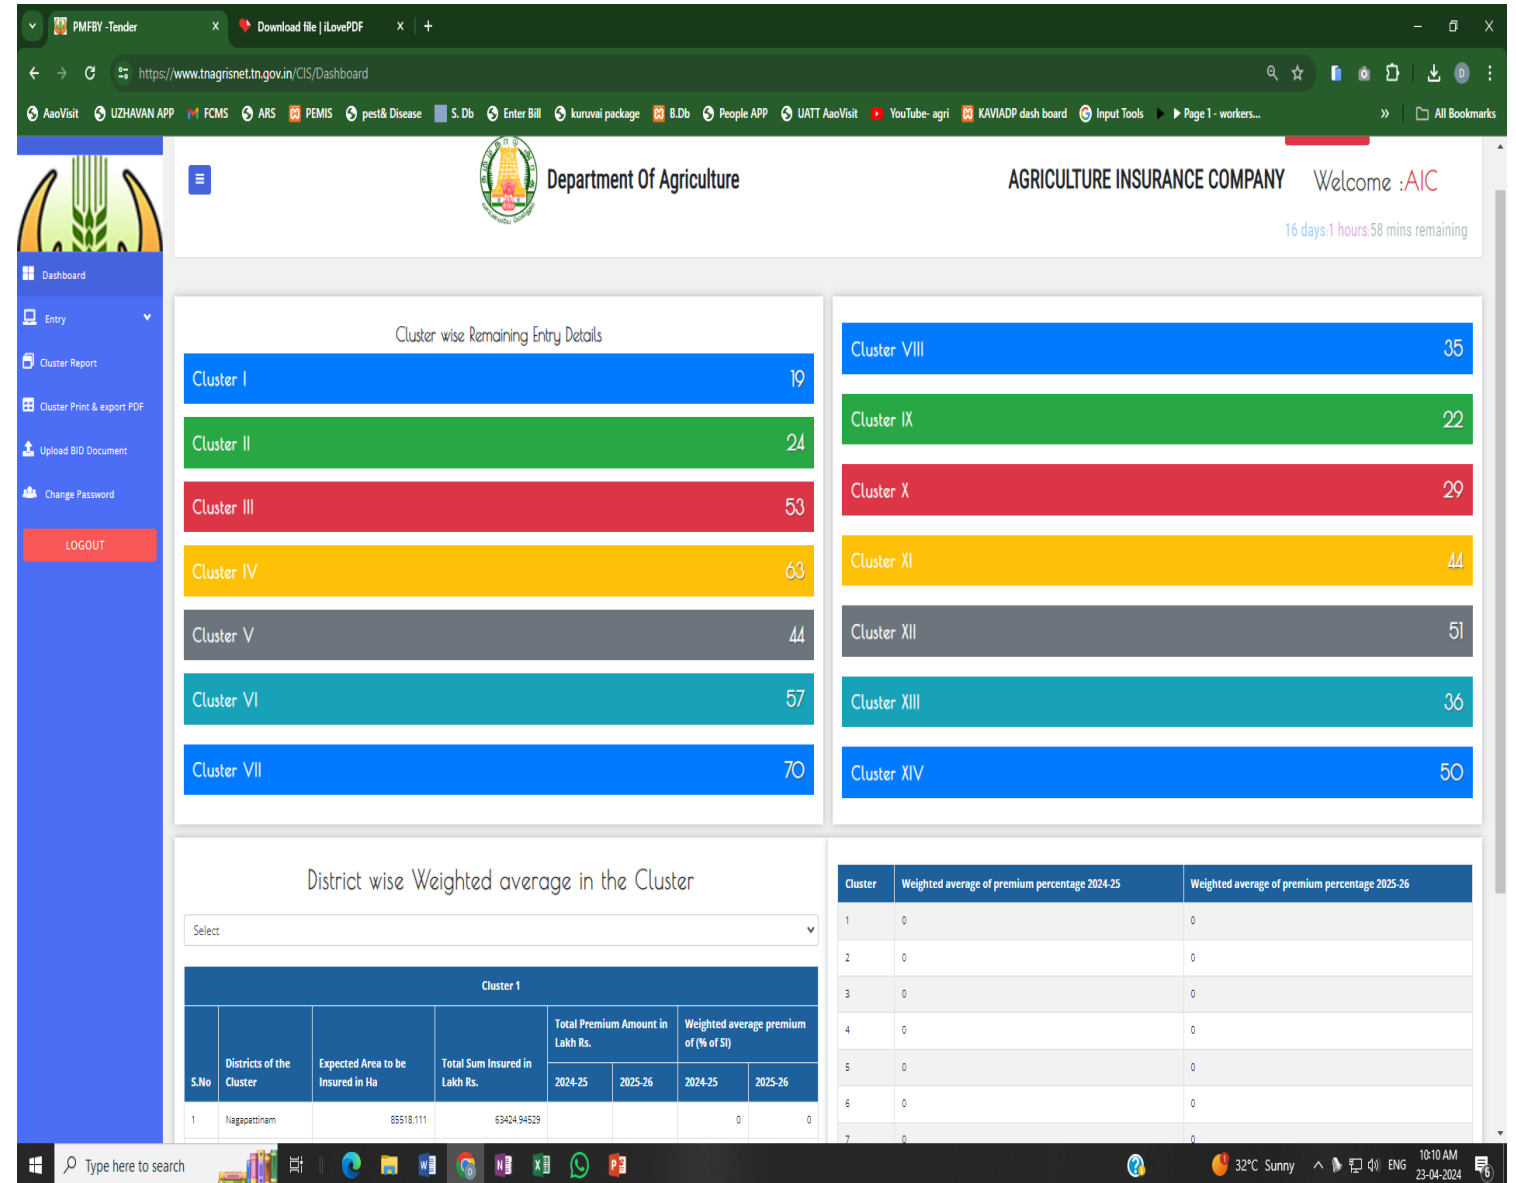 PMFBY -Tender
Download file | iLovePDF
https://www.tnagrisnet.tn.gov.in/CIS/Dashboard
AaoVisit UZHAVAN APP FCMS ARS PEMIS pest& Disease S. Db Enter Bill kuruvai package B.Db People APP UATT AaoVisit YouTube- agri KAVIADP dash board Input Tools Page 1 - workers... » All Bookmarks
Department Of Agriculture
AGRICULTURE INSURANCE COMPANY
Welcome :AIC
16 days:1 hours:58 mins remaining
Dashboard
Entry
Cluster Report
Cluster Print & export PDF
Upload BID Document
Change Password
LOGOUT
Cluster wise Remaining Entry Details
Cluster I 19
Cluster II 24
Cluster III 53
Cluster IV 63
Cluster V 44
Cluster VI 57
Cluster VII 70
Cluster VIII 35
Cluster IX 22
Cluster X 29
Cluster XI 44
Cluster XII 51
Cluster XIII 36
Cluster XIV 50
District wise Weighted average in the Cluster
Select
Cluster 1
S.No
Districts of the
Cluster
Expected Area to be
Insured in Ha
Total Sum Insured in
Lakh Rs.
Total Premium Amount in
Lakh Rs.
Weighted average premium
of (% of SI)
2024-25 2025-26 2024-25 2025-26
1 Nagapattinam 85518.111 63424.94529 0 0
Cluster Weighted average of premium percentage 2024-25 Weighted average of premium percentage 2025-26
1 0 0
2 0 0
3 0 0
4 0 0
5 0 0
6 0 0
7 0 0
Type here to search
32°C Sunny
ENG
10:10 AM
23-04-2024
6